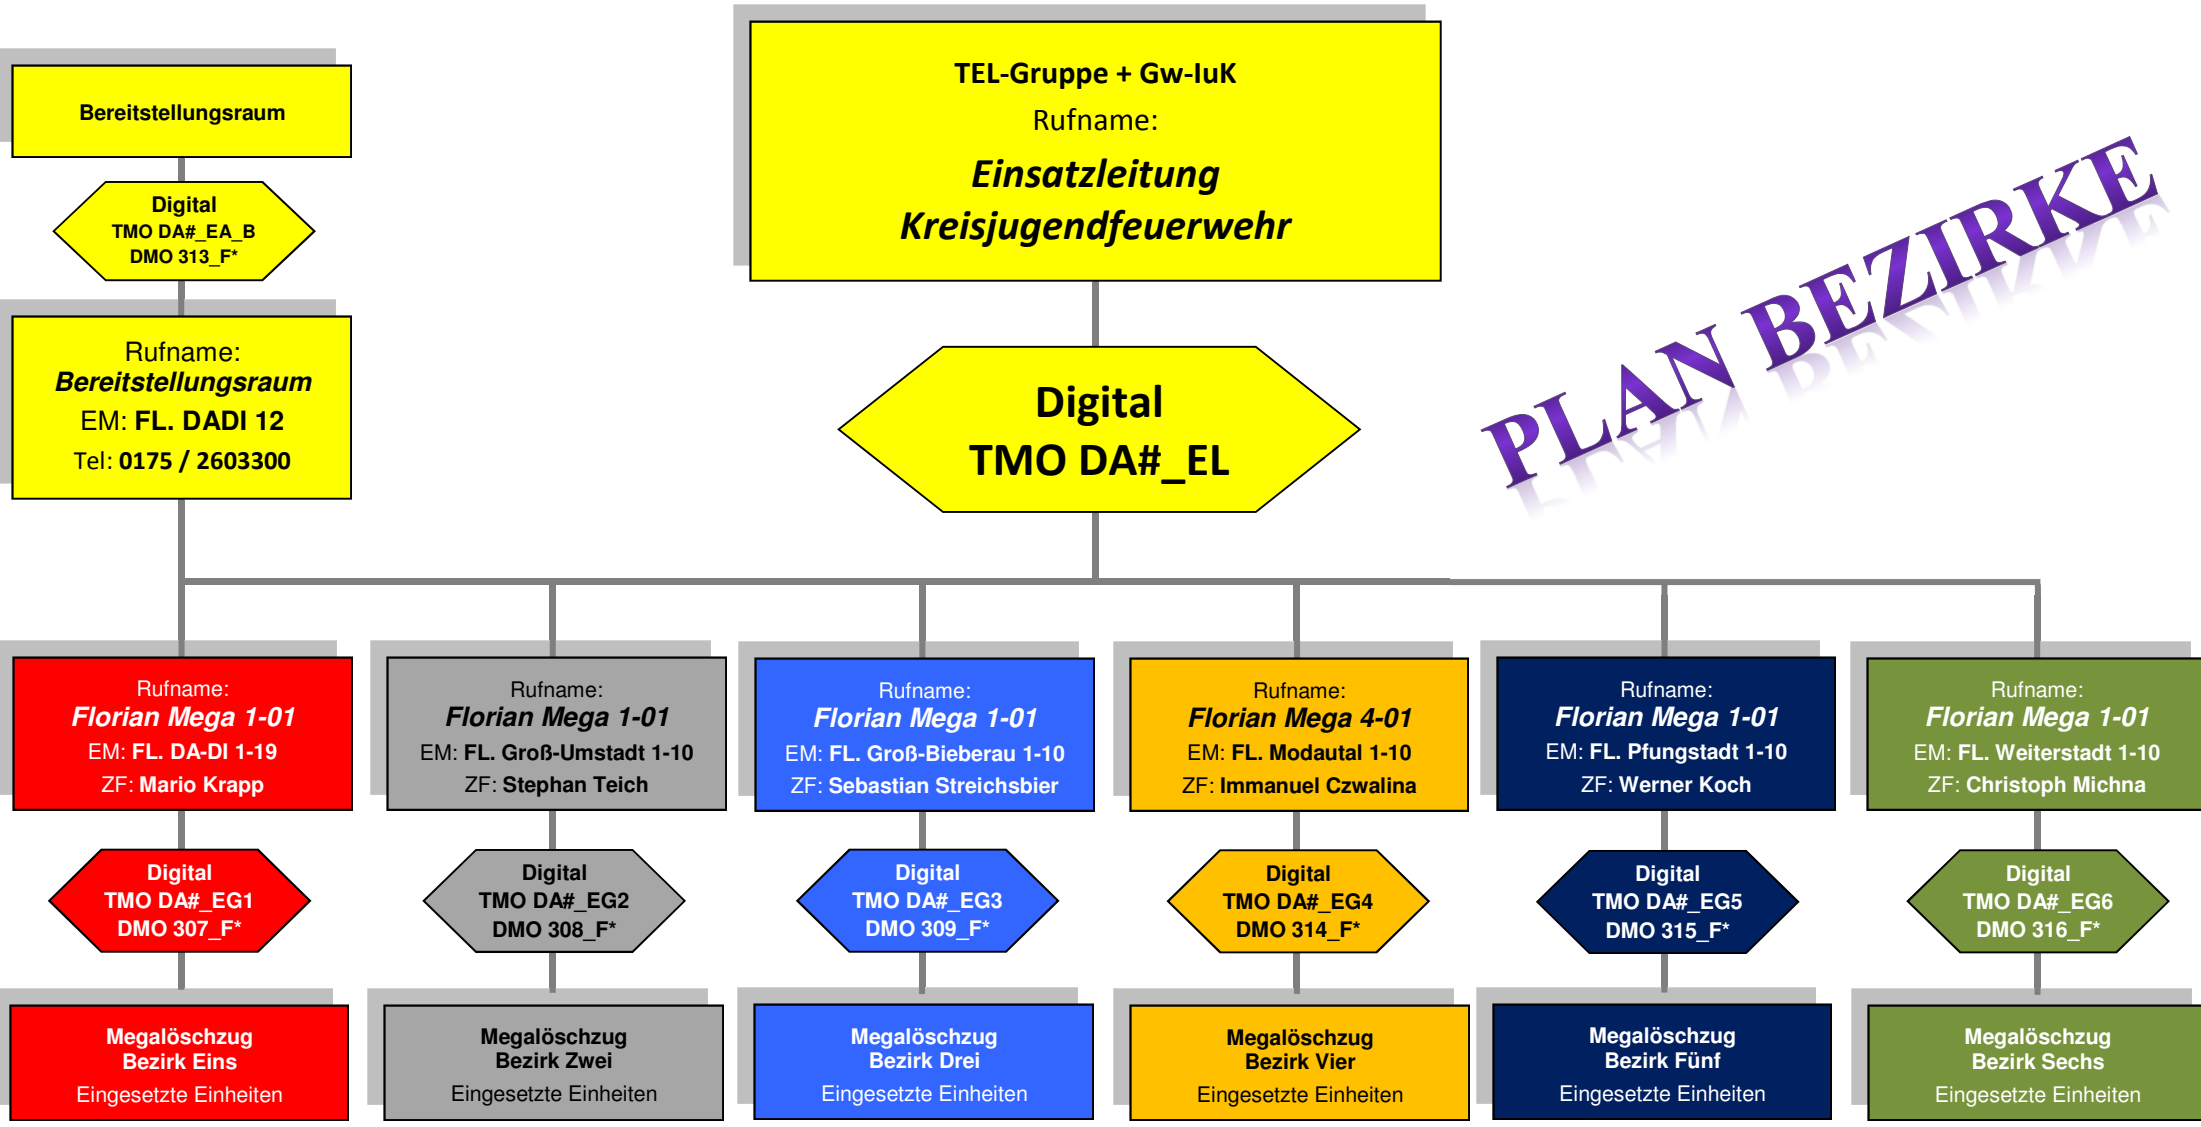 Bereitstellungsraum
Digital
TMO DA#_EA_B
DMO 313_F*
Rufname:
Bereitstellungsraum
EM: FL. DADI 12
Tel: 0175 / 2603300
TEL-Gruppe + Gw-IuK
Rufname:
Einsatzleitung
Kreisjugendfeuerwehr
Digital
TMO DA#_EL
PLAN BEZIRKE
Rufname:
Florian Mega 1-01
EM: FL. DA-DI 1-19
ZF: Mario Krapp
Digital
TMO DA#_EG1
DMO 307_F*
Megalöschzug
Bezirk Eins
Eingesetzte Einheiten
Rufname:
Florian Mega 1-01
EM: FL. Groß-Umstadt 1-10
ZF: Stephan Teich
Digital
TMO DA#_EG2
DMO 308_F*
Megalöschzug
Bezirk Zwei
Eingesetzte Einheiten
Rufname:
Florian Mega 1-01
EM: FL. Groß-Bieberau 1-10
ZF: Sebastian Streichsbier
Digital
TMO DA#_EG3
DMO 309_F*
Megalöschzug
Bezirk Drei
Eingesetzte Einheiten
Rufname:
Florian Mega 4-01
EM: FL. Modautal 1-10
ZF: Immanuel Czwalina
Digital
TMO DA#_EG4
DMO 314_F*
Megalöschzug
Bezirk Vier
Eingesetzte Einheiten
Rufname:
Florian Mega 1-01
EM: FL. Pfungstadt 1-10
ZF: Werner Koch
Digital
TMO DA#_EG5
DMO 315_F*
Megalöschzug
Bezirk Fünf
Eingesetzte Einheiten
Rufname:
Florian Mega 1-01
EM: FL. Weiterstadt 1-10
ZF: Christoph Michna
Digital
TMO DA#_EG6
DMO 316_F*
Megalöschzug
Bezirk Sechs
Eingesetzte Einheiten